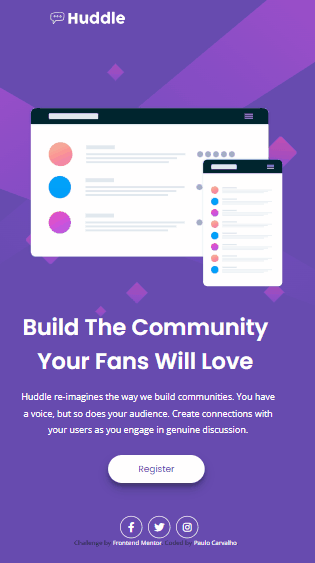 Huddle
Build The Community
Your Fans Will Love
Huddle re-imagines the way we build communities. You have
a voice, but so does your audience. Create connections with
your users as you engage in genuine discussion.
Register
Challenge by Frontend Mentor. Coded by Paulo Carvalho